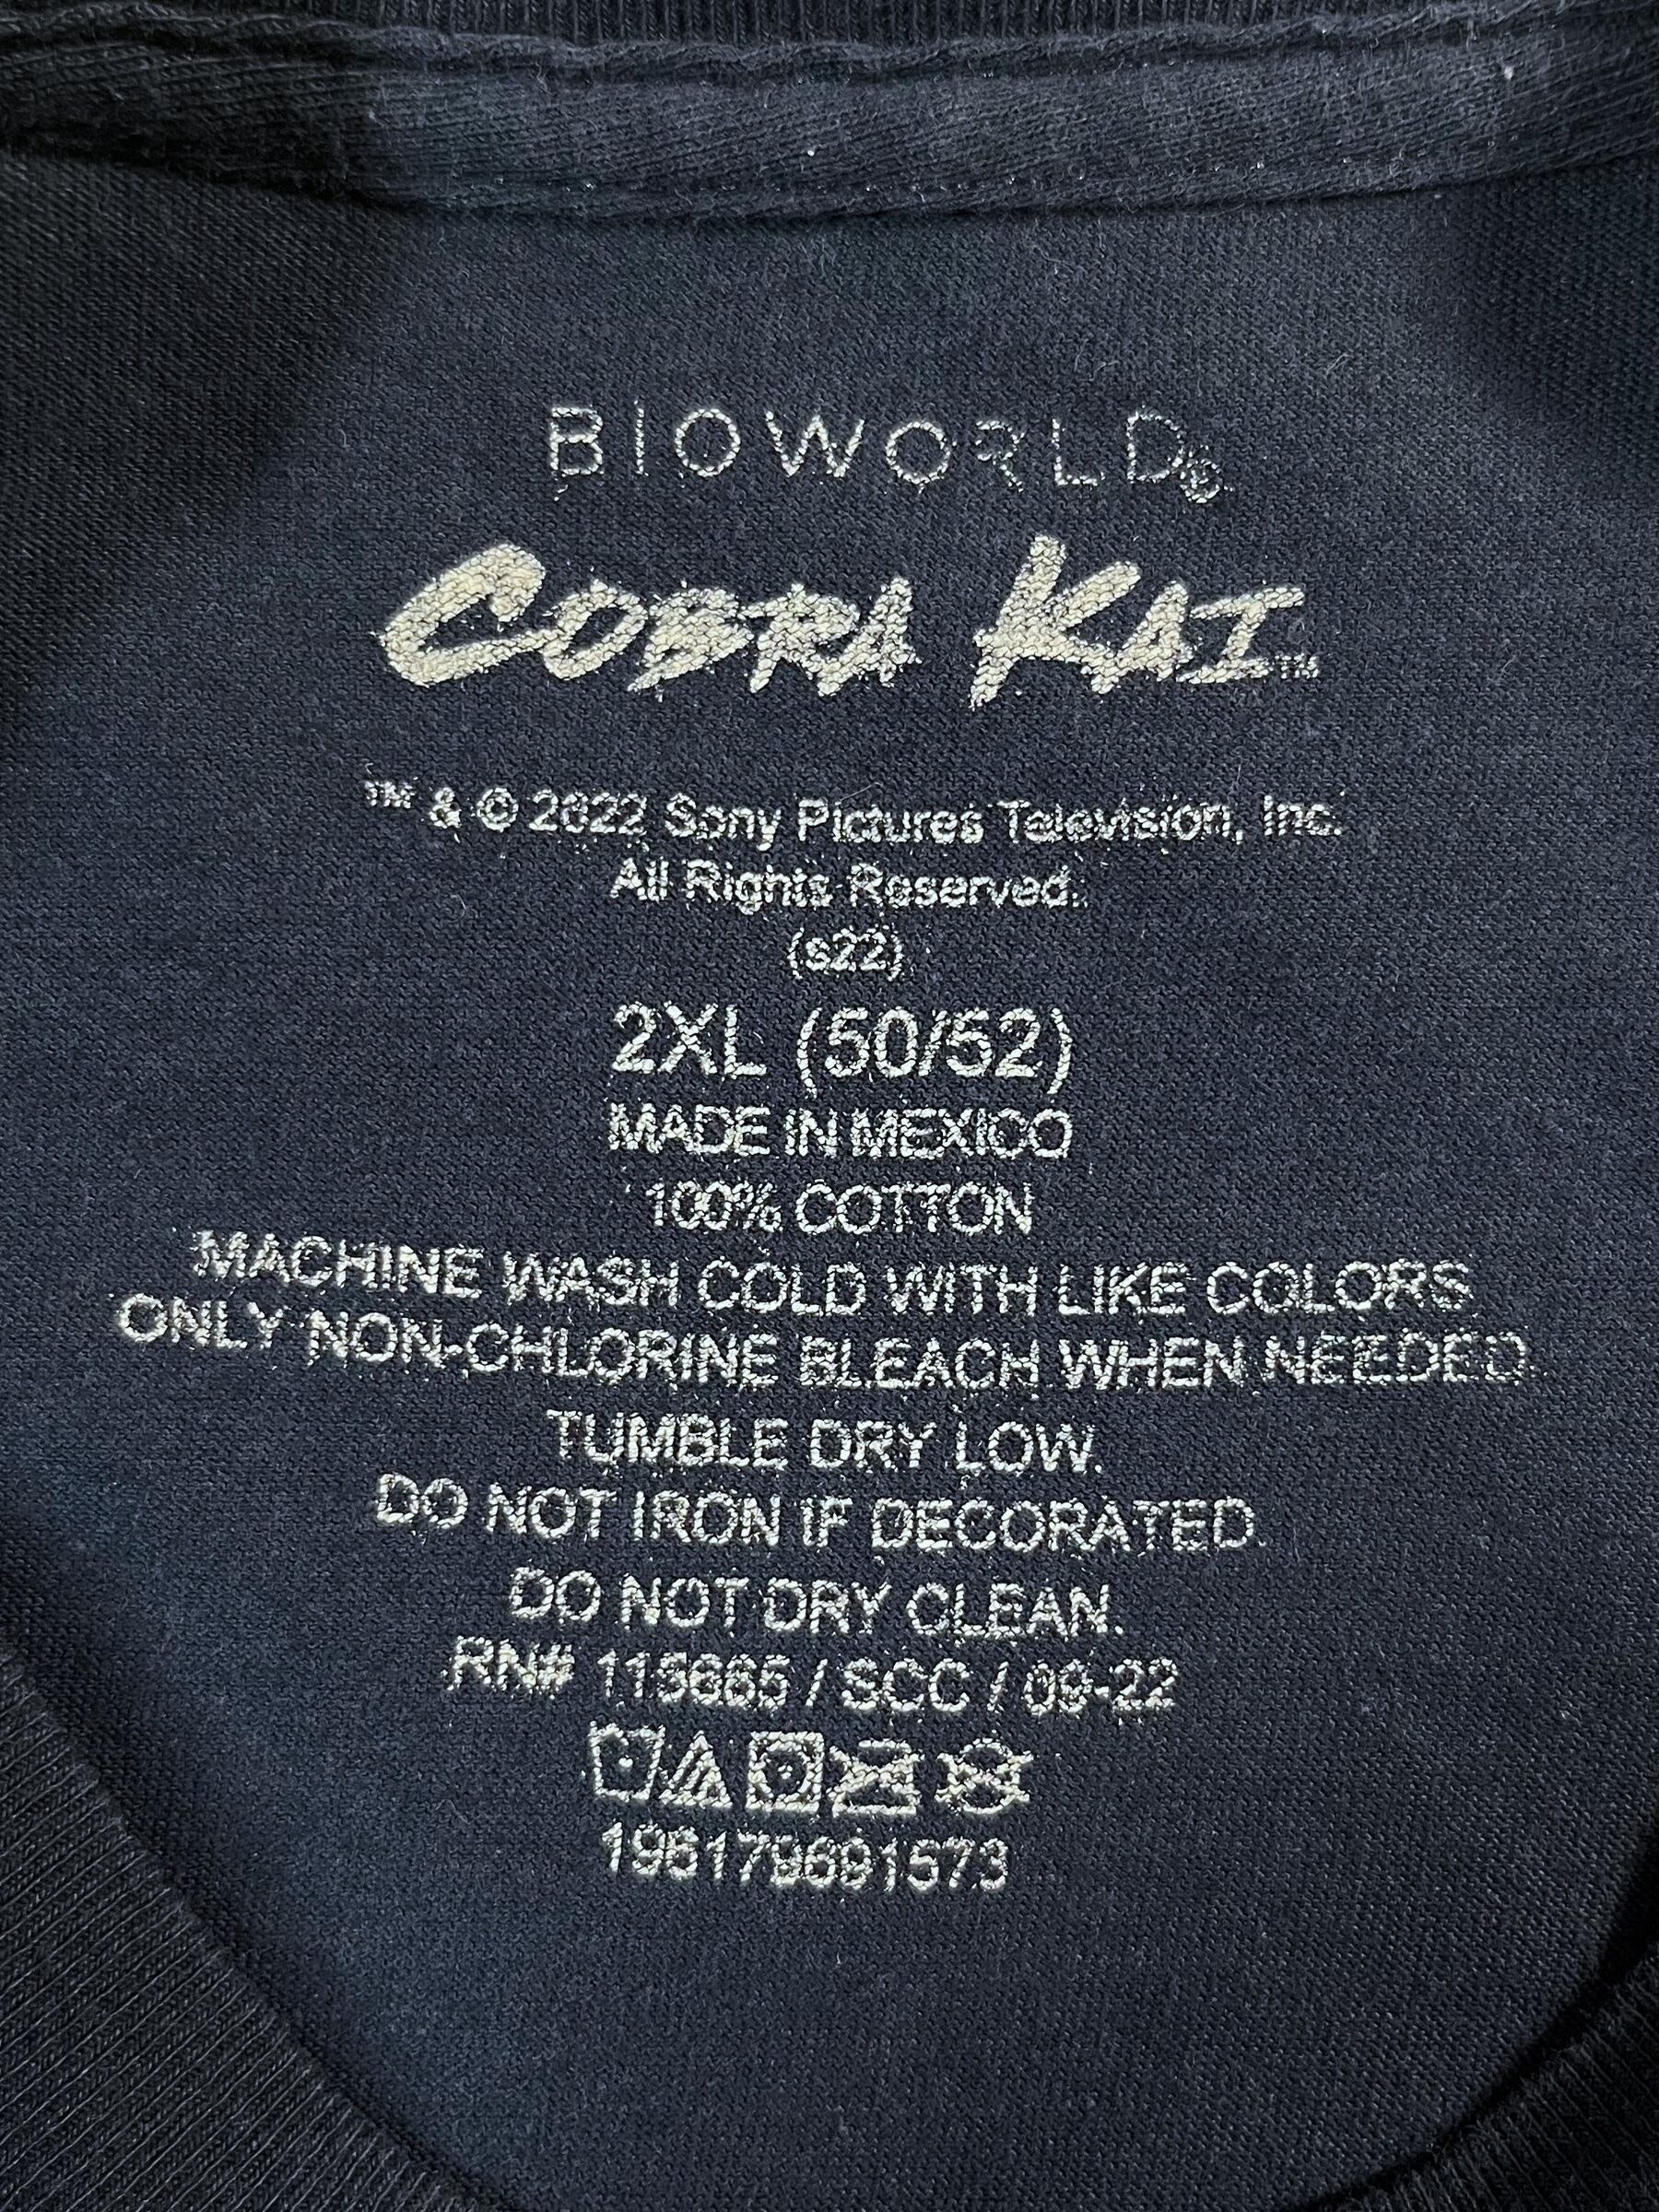 BIOWORLD®
COBRA KAI™
™ & © 2022 Sony Pictures Television, Inc.
All Rights Reserved.
(s22)
2XL (50/52)
MADE IN MEXICO
100% COTTON
MACHINE WASH COLD WITH LIKE COLORS
ONLY NON-CHLORINE BLEACH WHEN NEEDED
TUMBLE DRY LOW.
DO NOT IRON IF DECORATED.
DO NOT DRY CLEAN.
RN# / SCC / 09-22